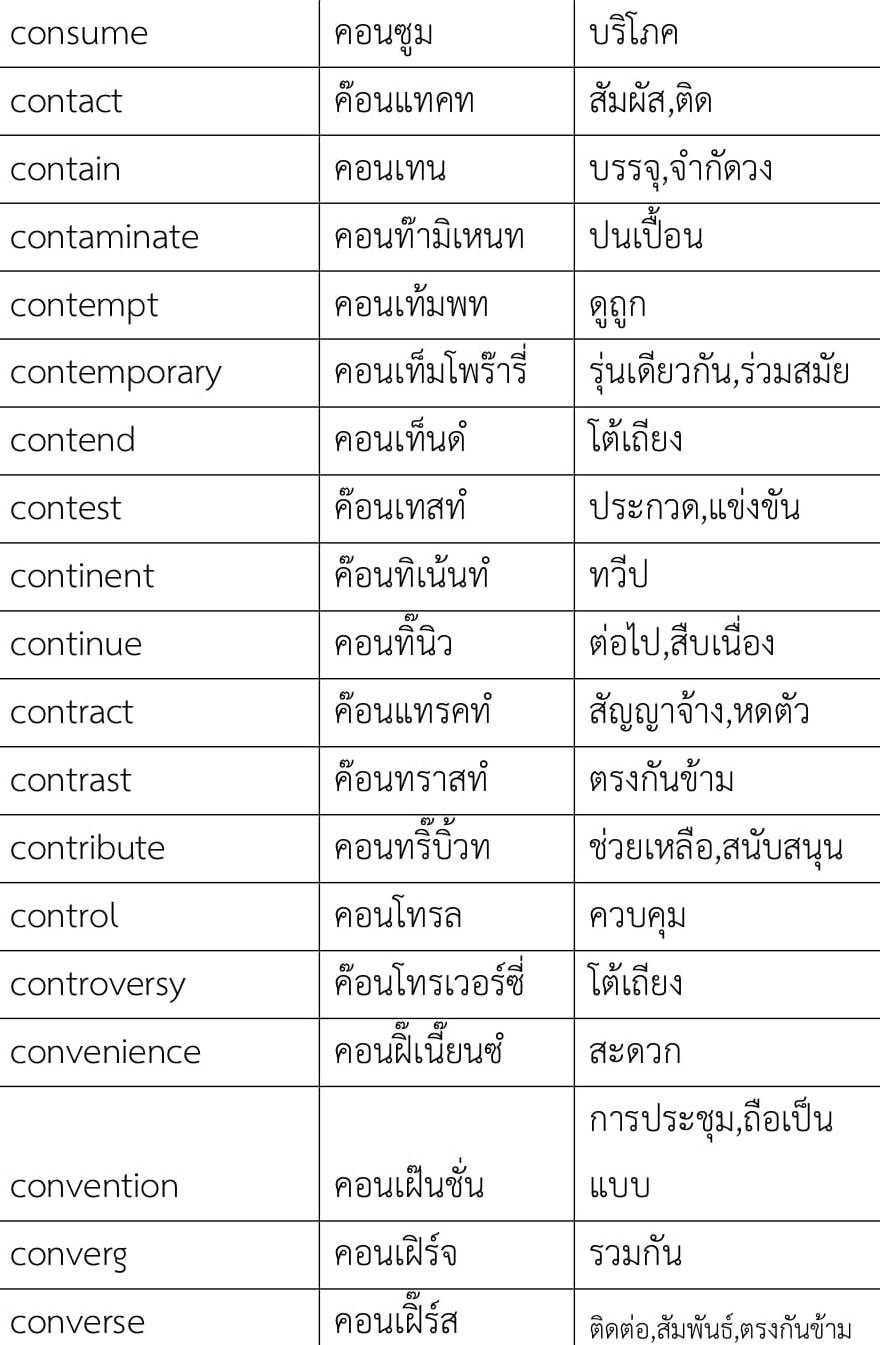 consume คอนซูม บริโภค
contact ค๊อนแทคท สัมผัส,ติด
contain คอนเทน บรรจุ,จำกัดวง
contaminate คอนท๊ามิเหนท ปนเปื้อน
contempt คอนเท้มพท ดูถูก
contemporary คอนเท็มโพร๊ารี่ รุ่นเดียวกัน,ร่วมสมัย
contend คอนเท็นดํ โต้เถียง
contest ค๊อนเทสทํ ประกวด,แข่งขัน
continent ค๊อนทิเน้นทํ ทวีป
continue คอนทิ๊นิว ต่อไป,สืบเนื่อง
contract ค๊อนแทรคทํ สัญญาจ้าง,หดตัว
contrast ค๊อนทราสทํ ตรงกันข้าม
contribute คอนทริ๊บิ้วท ช่วยเหลือ,สนับสนุน
control คอนโทรล ควบคุม
controversy ค๊อนโทรเวอร์ซี่ โต้เถียง
convenience คอนฝิ๊เนี๊ยนซํ สะดวก
การประชุม,ถือเป็น
convention คอนเฝ๊นชั่น แบบ
converg คอนเฝิร์จ รวมกัน
converse คอนเฝิ๊ร์ส ติดต่อ,สัมพันธ์,ตรงกันข้าม